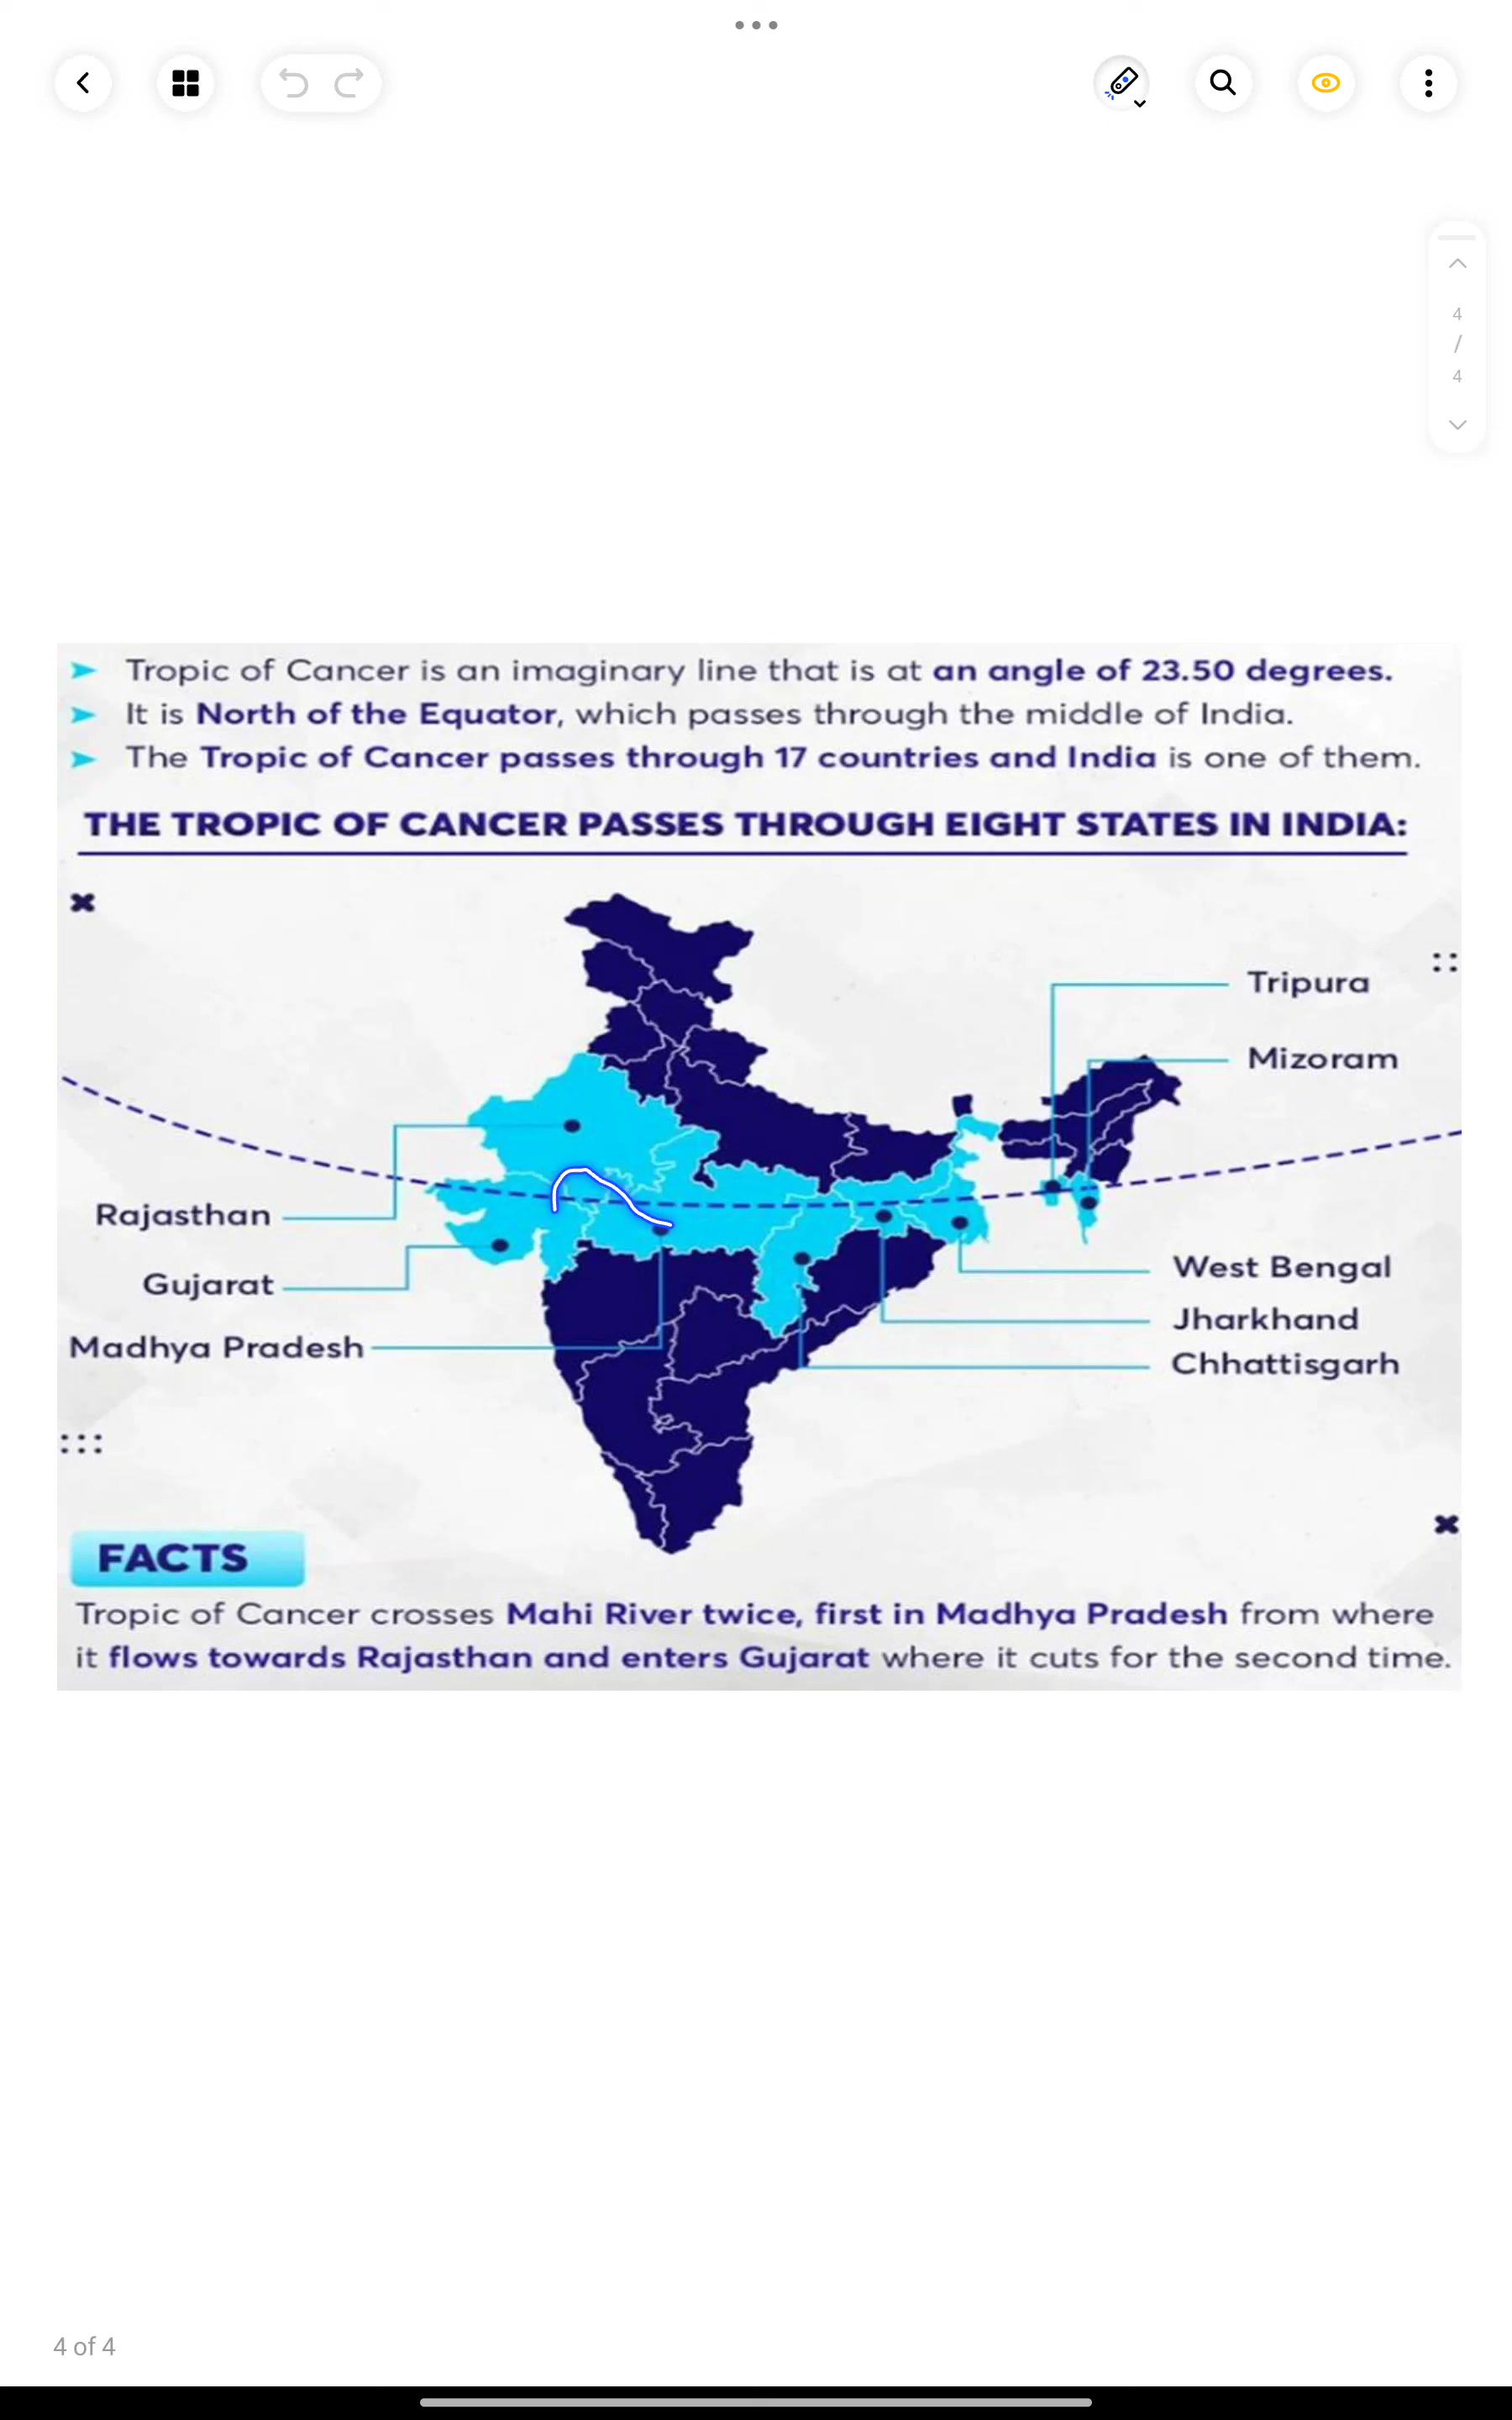 4
/
4
Tropic of Cancer is an imaginary line that is at an angle of 23.50 degrees.
It is North of the Equator, which passes through the middle of India.
The Tropic of Cancer passes through 17 countries and India is one of them.
THE TROPIC OF CANCER PASSES THROUGH EIGHT STATES IN INDIA:
Tripura
Mizoram
Rajasthan
Gujarat
Madhya Pradesh
West Bengal
Jharkhand
Chhattisgarh
FACTS
Tropic of Cancer crosses Mahi River twice, first in Madhya Pradesh from where
it flows towards Rajasthan and enters Gujarat where it cuts for the second time.
4 of 4